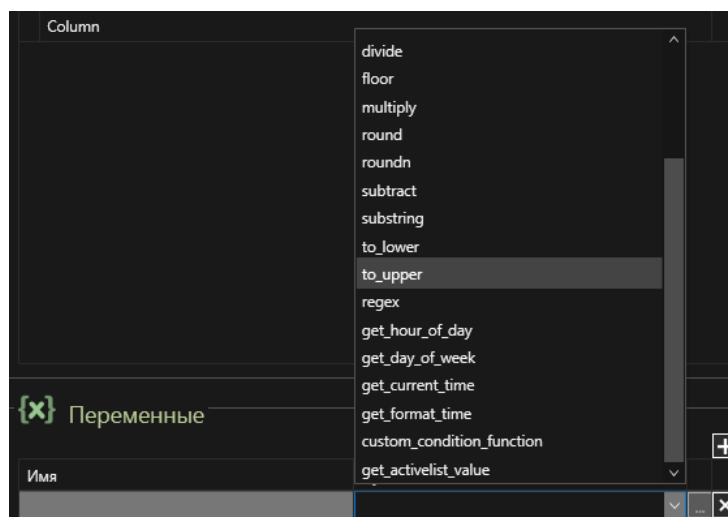 Column
divide
floor
multiply
round
roundn
subtract
substring
to_lower
to_upper
regex
get_hour_of_day
get_day_of_week
get_current_time
get_format_time
custom_condition_function
get_activelist_value
{x} Переменные
Имя
...